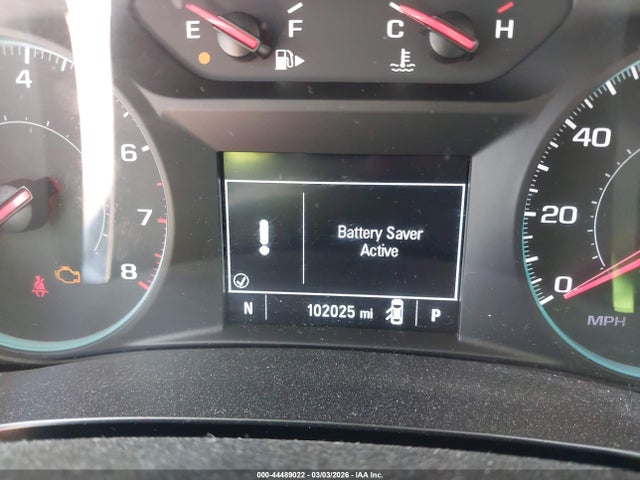 E F C H
4
6
7
8
40
20
0
MPH
Battery Saver
Active
N 102025 mi P
000-44489022 — 03/03/2026 — IAA Inc.